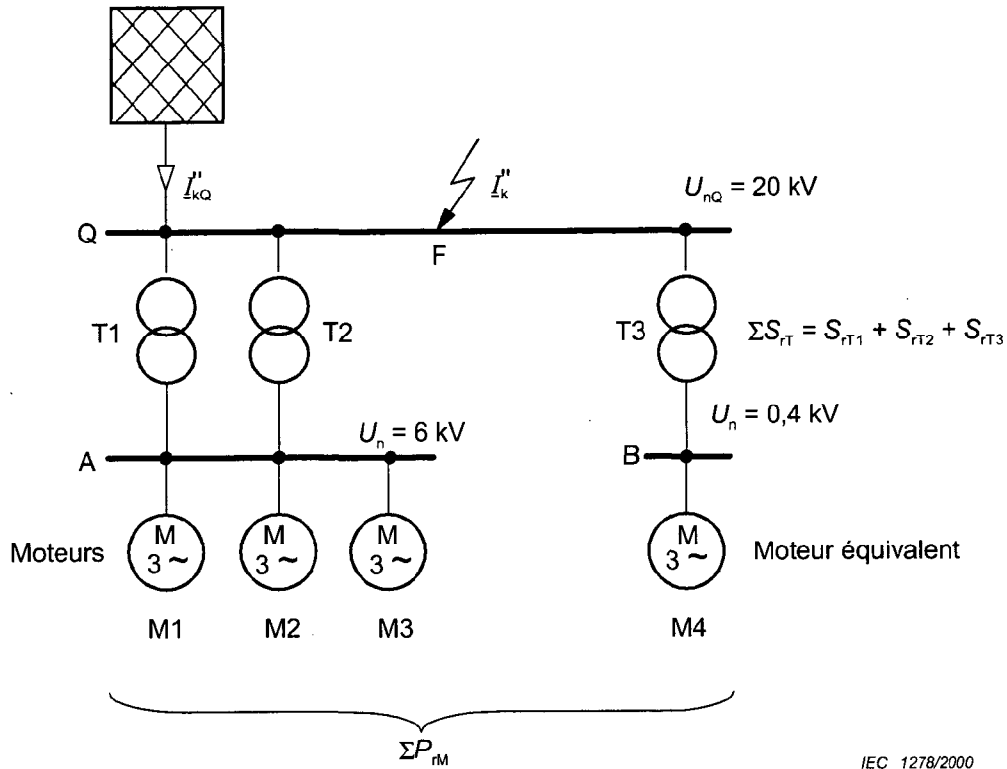 I"kQ
I"k
UnQ = 20 kV
Q
F
T1
T2
T3
ΣSrT = SrT1 + SrT2 + SrT3
Un = 6 kV
Un = 0,4 kV
A
B
Moteurs
M
3 ~
M
3 ~
M
3 ~
M
3 ~
Moteur équivalent
M1
M2
M3
M4
ΣPrM
IEC 1278/2000